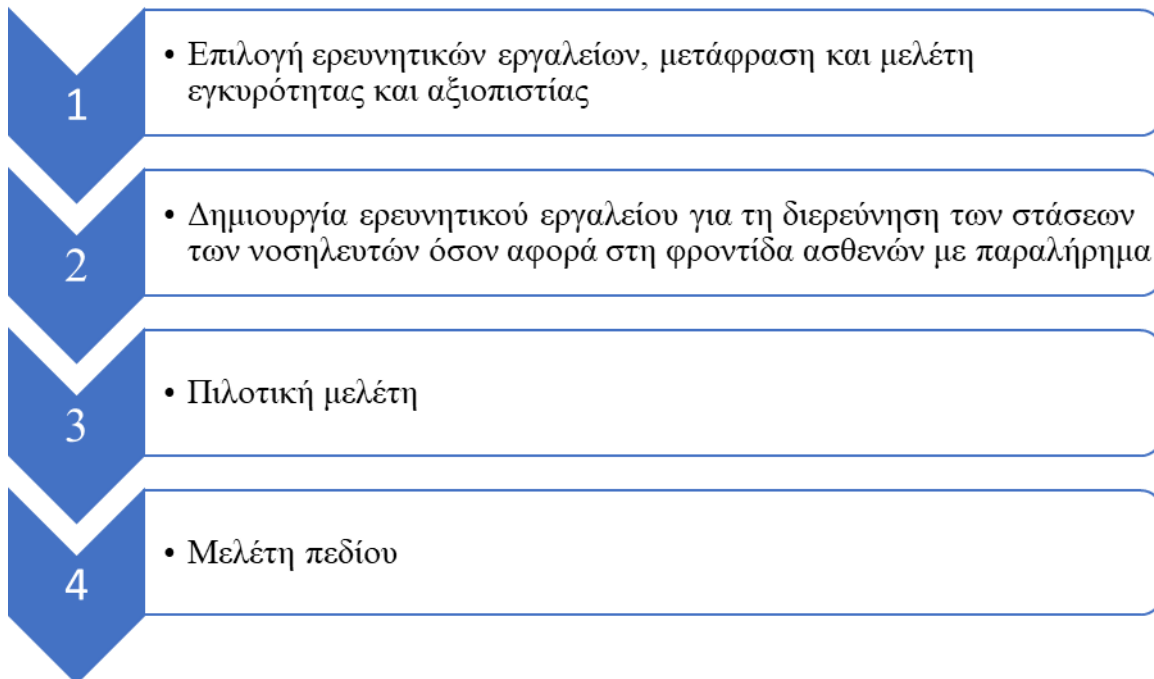 1
• Επιλογή ερευνητικών εργαλείων, μετάφραση και μελέτη
εγκυρότητας και αξιοπιστίας
2
• Δημιουργία ερευνητικού εργαλείου για τη διερεύνηση των στάσεων
των νοσηλευτών όσον αφορά στη φροντίδα ασθενών με παραλήρημα
3
• Πιλοτική μελέτη
4
• Μελέτη πεδίου